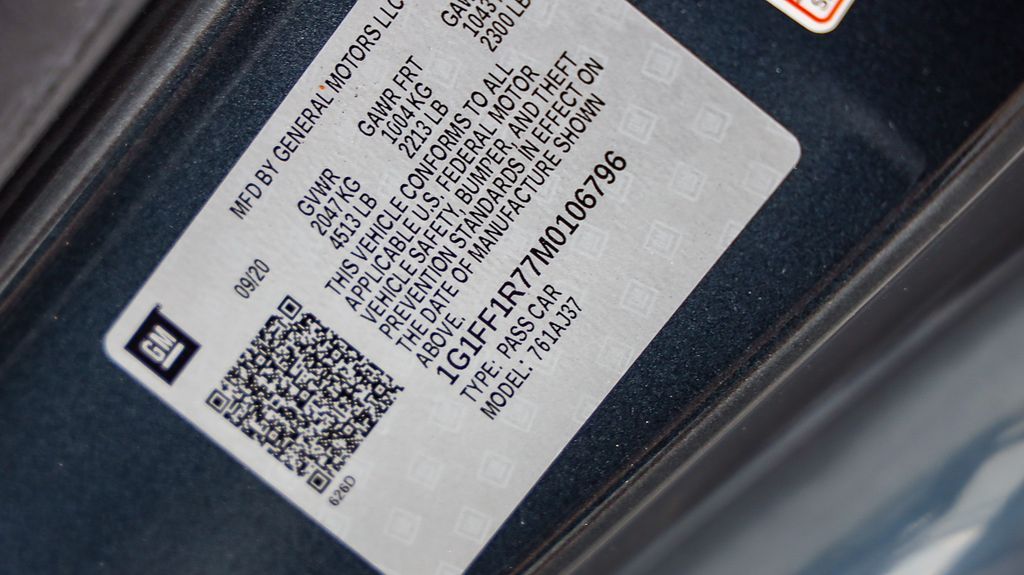 MFD BY GENERAL MOTORS LLC
GM
09/20
GVWR
2047 KG
4513 LB
GAWR FRT
1004 KG
2213 LB
2300 LB
THIS VEHICLE CONFORMS TO ALL
APPLICABLE U.S. FEDERAL MOTOR
VEHICLE SAFETY, BUMPER, AND THEFT
PREVENTION STANDARDS IN EFFECT ON
THE DATE OF MANUFACTURE SHOWN
ABOVE.
1G1FF1R77M0106796
TYPE: PASS CAR
MODEL: 761AJ37
626D